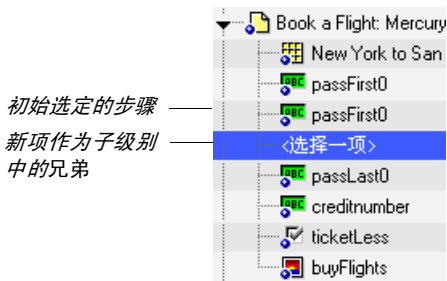 Book a Flight: Mercury
New York to San
passFirst0
初始选定的步骤
passFirst0
新项作为子级别
中的兄弟
<选择一项>
passLast0
creditnumber
ticketLess
buyFlights